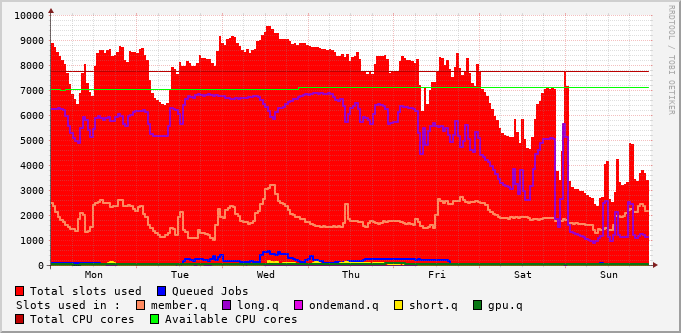 10000
9000
8000
7000
6000
5000
4000
3000
2000
1000
0
Mon Tue Wed Thu Fri Sat Sun
Total slots used Queued Jobs
Slots used in : member.q long.q ondemand.q short.q gpu.q
Total CPU cores Available CPU cores
RRDTOOL / TOBI OETIKER